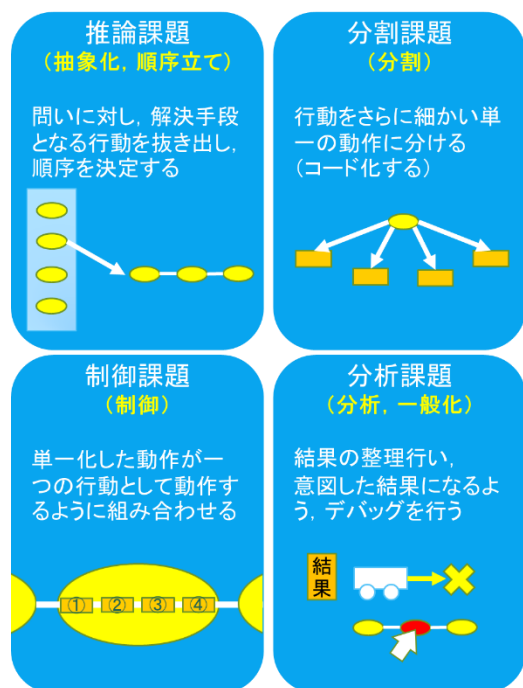 推論課題
(抽象化, 順序立て)
問いに対し, 解決手段
となる行動を抜き出し,
順序を決定する
分割課題
(分割)
行動をさらに細かい単
一の動作に分ける
(コード化する)
制御課題
(制御)
単一化した動作が一
つの行動として動作す
るように組み合わせる
① ② ③ ④
分析課題
(分析, 一般化)
結果の整理行い,
意図した結果になるよ
う, デバッグを行う
結果